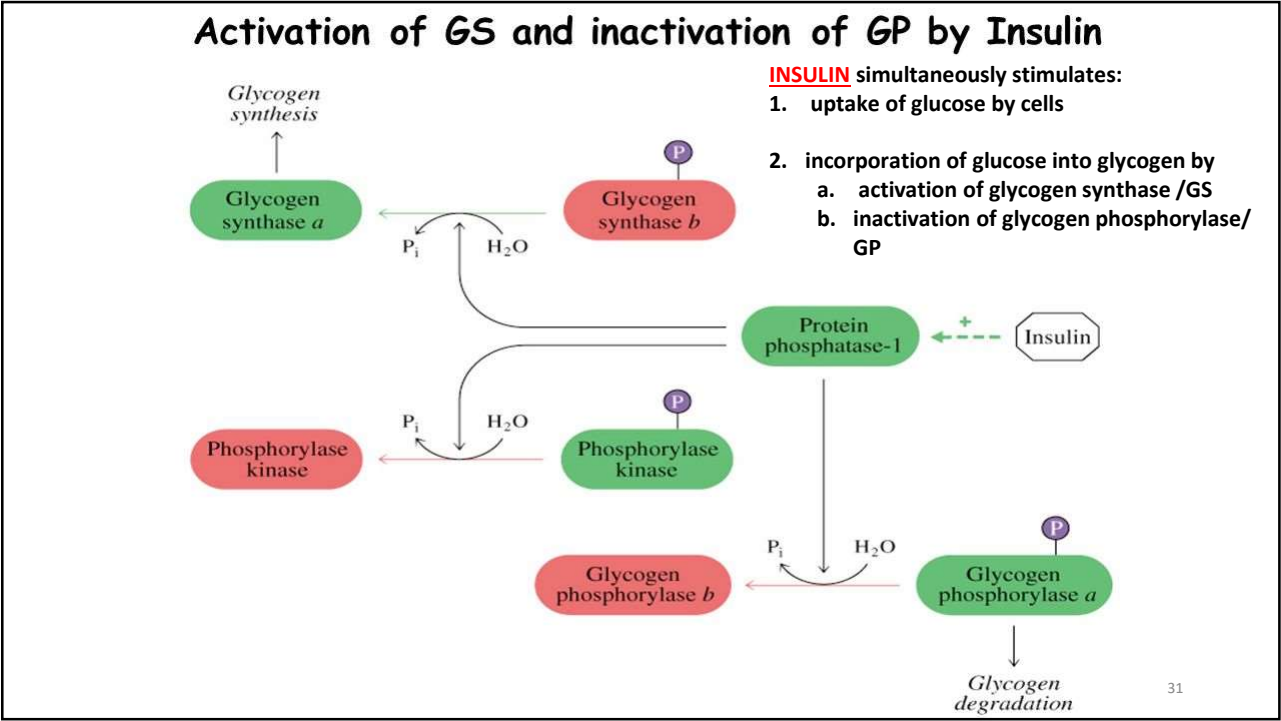 Activation of GS and inactivation of GP by Insulin
INSULIN simultaneously stimulates:
1. uptake of glucose by cells
2. incorporation of glucose into glycogen by
a. activation of glycogen synthase /GS
b. inactivation of glycogen phosphorylase/
GP
Glycogen
synthesis
P
Glycogen
synthase a
Glycogen
synthase b
Pi
H2O
Protein
phosphatase-1
+
Insulin
P
Pi
H2O
Phosphorylase
kinase
Phosphorylase
kinase
P
Pi
H2O
Glycogen
phosphorylase b
Glycogen
phosphorylase a
Glycogen
degradation
31